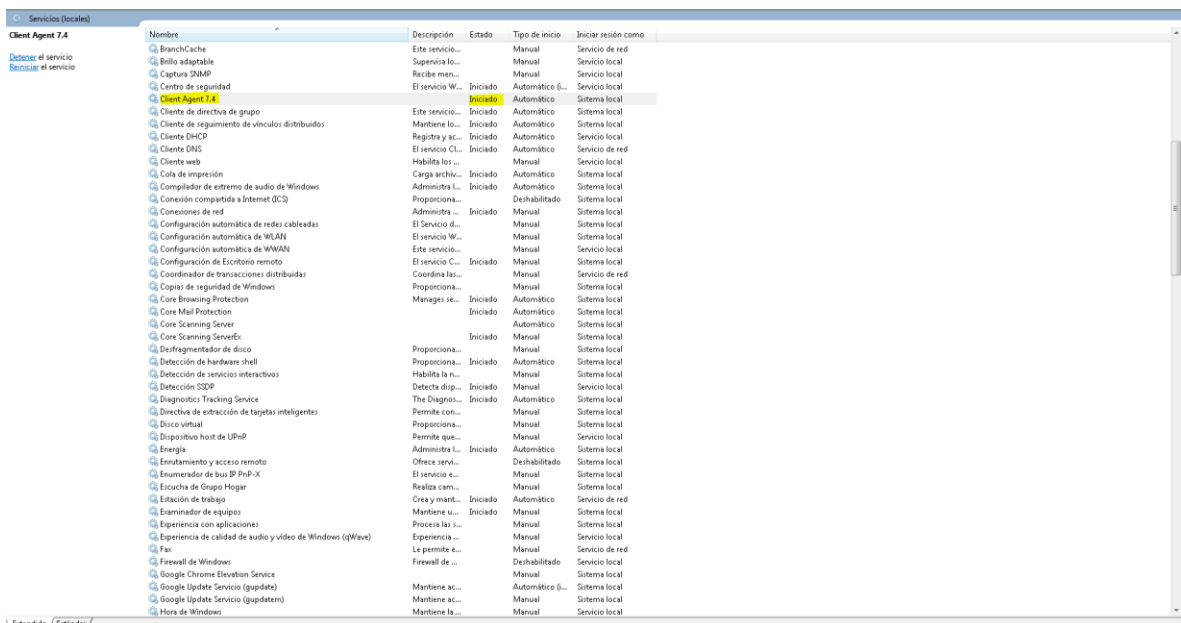 Servicios (locales)
Client Agent 7.4
Detener el servicio
Reiniciar el servicio
Nombre Descripción Estado Tipo de inicio Iniciar sesión como
BranchCache Este servicio... Manual Servicio de red
Brillo adaptable Supervisa lo... Manual Servicio local
Captura SNMP Recibe men... Manual Servicio local
Centro de seguridad El servicio W... Iniciado Automático (i... Servicio local
Client Agent 7.4 Iniciado Automático Sistema local
Cliente de directiva de grupo Este servicio... Iniciado Automático Sistema local
Cliente de seguimiento de vínculos distribuidos Mantiene lo... Iniciado Automático Sistema local
Cliente DHCP Registra y ac... Iniciado Automático Servicio local
Cliente DNS El servicio Cl... Iniciado Automático Servicio de red
Cliente web Habilita los ... Manual Servicio local
Cola de impresión Carga archiv... Iniciado Automático Sistema local
Compilador de extremo de audio de Windows Administra l... Iniciado Automático Sistema local
Conexión compartida a Internet (ICS) Proporciona... Deshabilitado Sistema local
Conexiones de red Administra ... Iniciado Manual Sistema local
Configuración automática de redes cableadas El Servicio d... Manual Sistema local
Configuración automática de WLAN El servicio W... Manual Sistema local
Configuración automática de WWAN Este servicio... Manual Servicio local
Configuración de Escritorio remoto El servicio C... Iniciado Manual Sistema local
Coordinador de transacciones distribuidas Coordina las... Manual Servicio de red
Copias de seguridad de Windows Proporciona... Manual Sistema local
Core Browsing Protection Manages se... Iniciado Automático Sistema local
Core Mail Protection Iniciado Automático Sistema local
Core Scanning Server Automático Sistema local
Core Scanning ServerEx Iniciado Manual Sistema local
Desfragmentador de disco Proporciona... Manual Sistema local
Detección de hardware shell Proporciona... Iniciado Automático Sistema local
Detección de servicios interactivos Habilita la n... Manual Sistema local
Detección SSDP Detecta disp... Iniciado Manual Servicio local
Diagnostics Tracking Service The Diagnos... Iniciado Automático Sistema local
Directiva de extracción de tarjetas inteligentes Permite con... Manual Sistema local
Disco virtual Proporciona... Manual Sistema local
Dispositivo host de UPnP Permite que... Manual Servicio local
Energía Administra l... Iniciado Automático Sistema local
Enrutamiento y acceso remoto Ofrece servi... Deshabilitado Sistema local
Enumerador de bus IP PnP-X El servicio e... Manual Sistema local
Escucha de Grupo Hogar Realiza cam... Manual Sistema local
Estación de trabajo Crea y mant... Iniciado Automático Servicio de red
Examinador de equipos Mantiene u... Iniciado Manual Sistema local
Experiencia con aplicaciones Procesa las s... Manual Sistema local
Experiencia de calidad de audio y vídeo de Windows (qWave) Experiencia ... Manual Servicio local
Fax Le permite e... Manual Servicio de red
Firewall de Windows Firewall de ... Deshabilitado Servicio local
Google Chrome Elevation Service Manual Sistema local
Google Update Servicio (gupdate) Mantiene ac... Automático (i... Sistema local
Google Update Servicio (gupdatem) Mantiene ac... Manual Sistema local
Hora de Windows Mantiene la ... Manual Servicio local